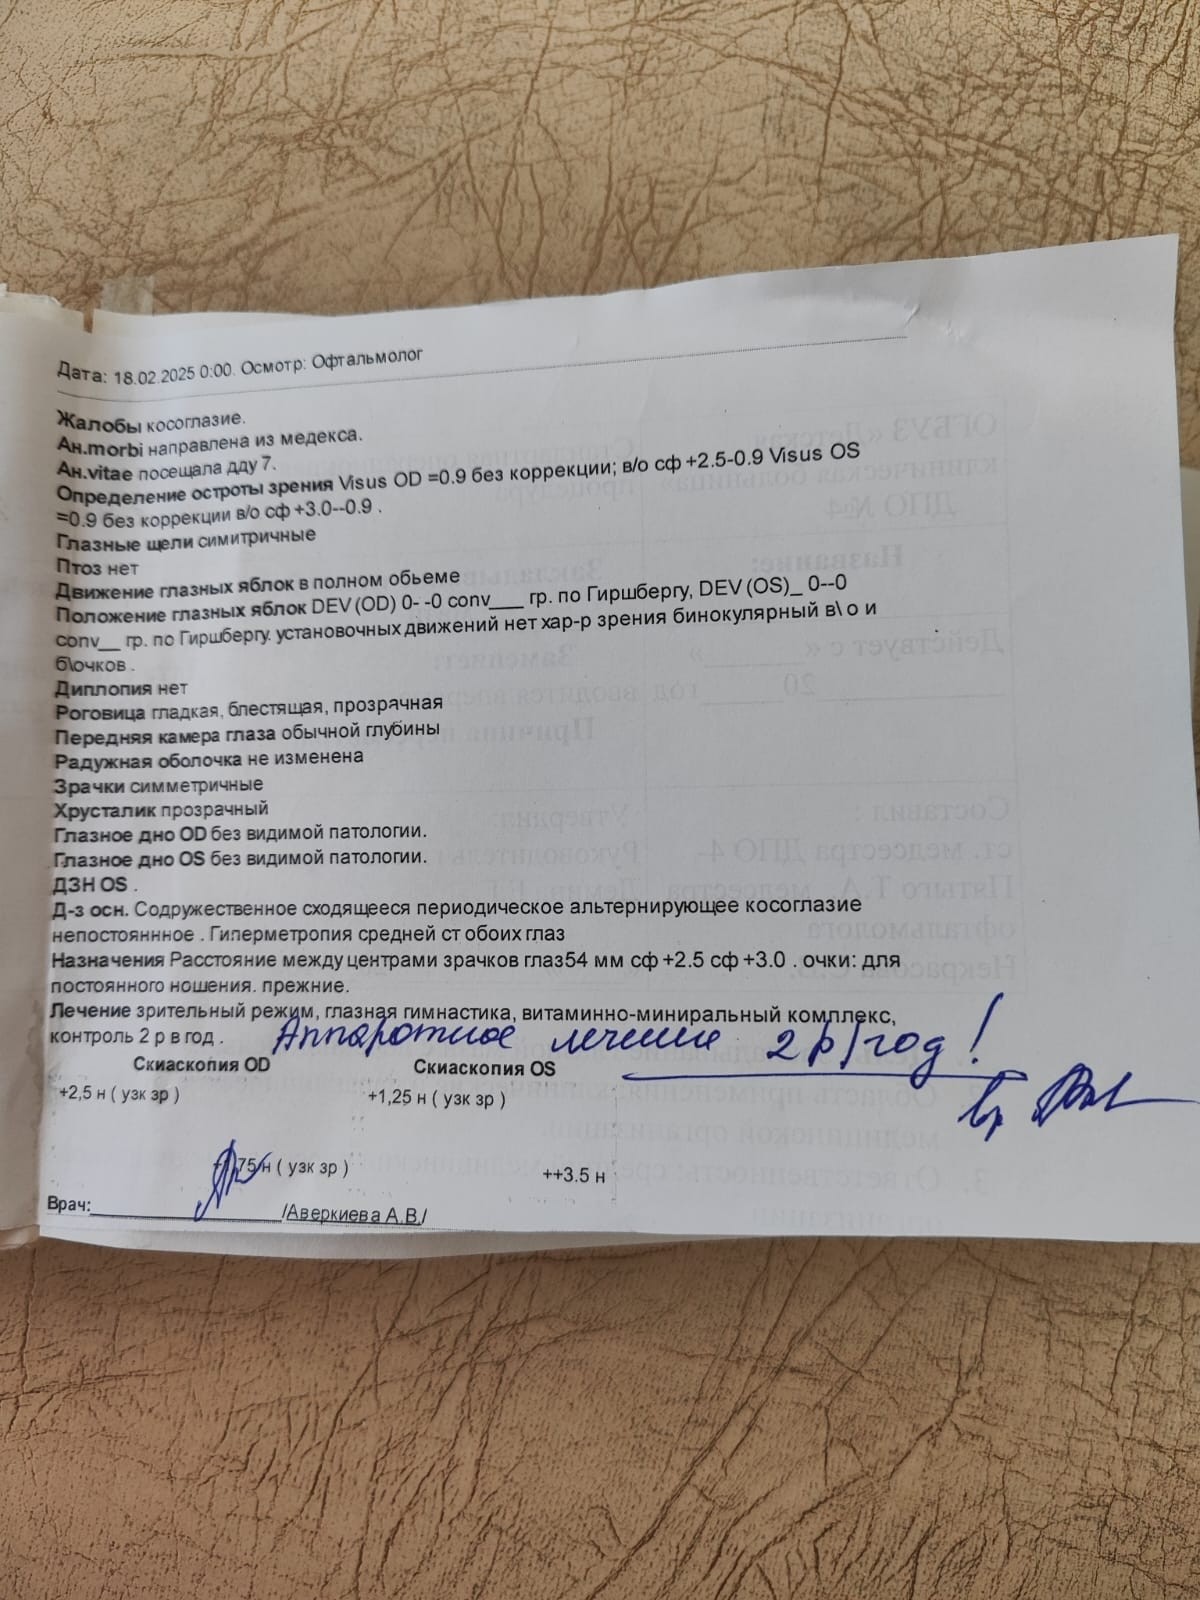 Дата: 18.02.2025 0:00. Осмотр: Офтальмолог
Жалобы косоглазие.
Ан.morbi направлена из медекса.
Ан.vitae посещала дду 7.
Определение остроты зрения Visus OD =0.9 без коррекции; в/о сф +2.5-0.9 Visus OS
=0.9 без коррекции в/о сф +3.0--0.9 .
Глазные щели симитричные
Птоз нет
Движение глазных яблок в полном обьеме
Положение глазных яблок DEV (OD) 0- -0 conv___ гр. по Гиршбергу, DEV (OS)_ 0--0
conv__ гр. по Гиршбергу. установочных движений нет хар-р зрения бинокулярный в\ о и
б\очков .
Диплопия нет
Роговица гладкая, блестящая, прозрачная
Передняя камера глаза обычной глубины
Радужная оболочка не изменена
Зрачки симметричные
Хрусталик прозрачный
Глазное дно OD без видимой патологии.
Глазное дно OS без видимой патологии.
ДЗН OS .
Д-з осн. Содружественное сходящееся периодическое альтернирующее косоглазие
непостояннное . Гиперметропия средней ст обоих глаз
Назначения Расстояние между центрами зрачков глаз54 мм сф +2.5 сф +3.0 . очки: для
постоянного ношения. прежние.
Лечение зрительный режим, глазная гимнастика, витаминно-миниральный комплекс,
контроль 2 р в год . Аппаратное лечение 2 р/год!
Скиаскопия OD Скиаскопия OS
+2,5 н ( узк зр ) +1,25 н ( узк зр )
75 н ( узк зр ) ++3.5 н
Врач: /Аверкиева А.В./